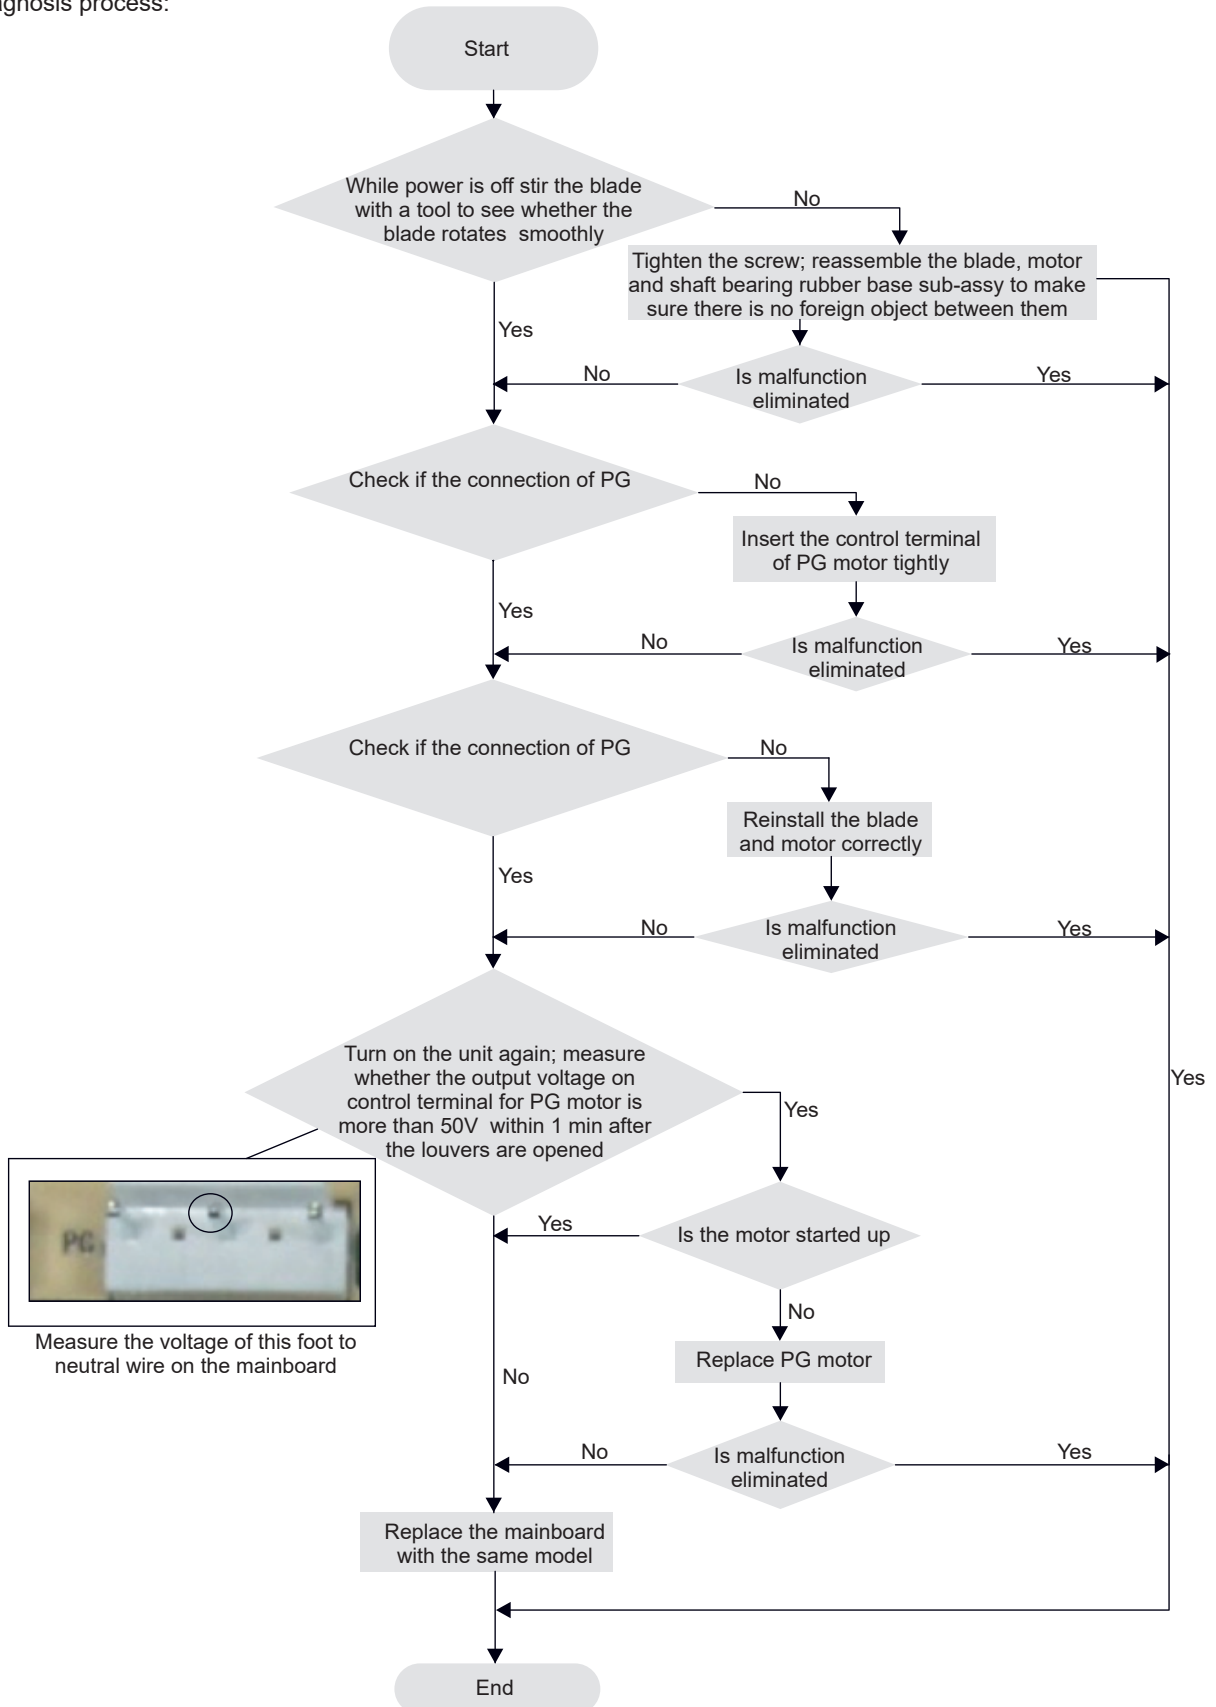 agnosis process:
Start
While power is off stir the blade
with a tool to see whether the
blade rotates smoothly
No
Tighten the screw; reassemble the blade, motor
and shaft bearing rubber base sub-assy to make
sure there is no foreign object between them
Yes
No
Is malfunction
eliminated
Yes
Check if the connection of PG
No
Insert the control terminal
of PG motor tightly
Yes
No
Is malfunction
eliminated
Yes
Check if the connection of PG
No
Reinstall the blade
and motor correctly
Yes
No
Is malfunction
eliminated
Yes
Turn on the unit again; measure
whether the output voltage on
control terminal for PG motor is
more than 50V within 1 min after
the louvers are opened
Yes
Yes
PG
Yes
Is the motor started up
Measure the voltage of this foot to
neutral wire on the mainboard
No
Replace PG motor
No
No
Is malfunction
eliminated
Yes
Replace the mainboard
with the same model
End